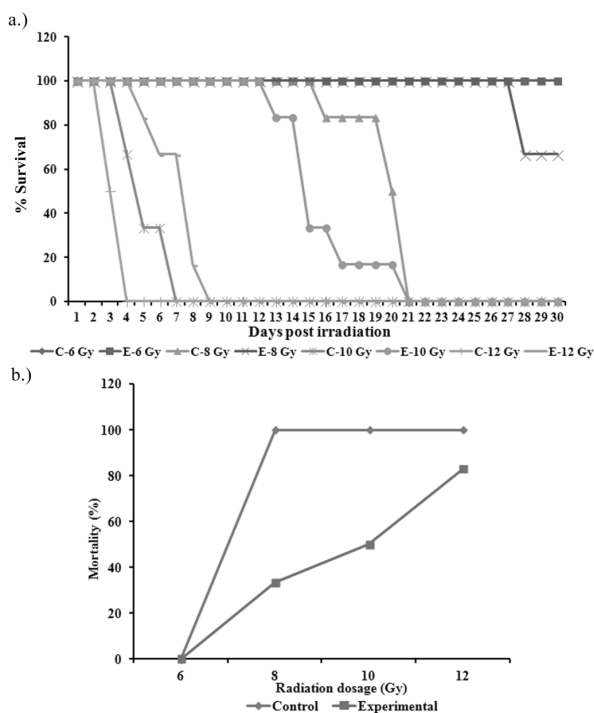 a.)
120
100
80
60
40
20
0
% Survival
1 2 3 4 5 6 7 8 9 10 11 12 13 14 15 16 17 18 19 20 21 22 23 24 25 26 27 28 29 30
Days post irradiation
C-6 Gy E-6 Gy C-8 Gy E-8 Gy C-10 Gy E-10 Gy C-12 Gy E-12 Gy
b.)
120
100
80
60
40
20
0
Mortality (%)
6 8 10 12
Radiation dosage (Gy)
Control Experimental